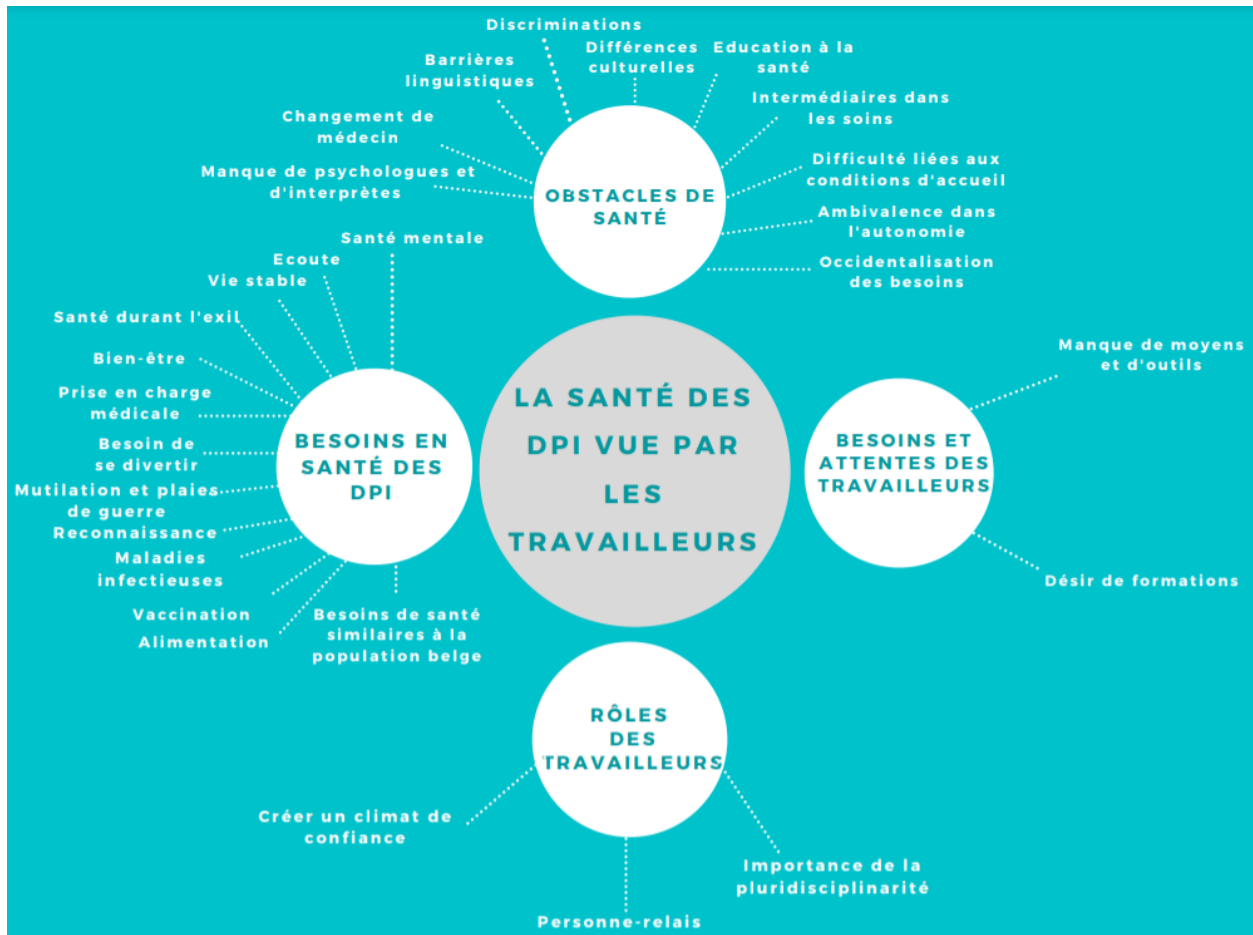 Discriminations
Différences
culturelles
Education à la
santé
Barrières
linguistiques
Intermédiaires dans
les soins
Changement de
médecin
Difficulté liées aux
conditions d'accueil
Manque de psychologues et
d'interprètes
Ambivalence dans
l'autonomie
Occidentalisation
des besoins
OBSTACLES DE
SANTÉ
Santé mentale
Ecoute
Vie stable
Santé durant l'exil
Bien-être
Prise en charge
médicale
Besoin de
se divertir
Mutilation et plaies
de guerre
Reconnaissance
Maladies
infectieuses
Vaccination
Alimentation
Besoins de santé
similaires à la
population belge
BESOINS EN
SANTÉ DES
DPI
LA SANTÉ DES
DPI VUE PAR
LES
TRAVAILLEURS
Manque de moyens
et d'outils
BESOINS ET
ATTENTES DES
TRAVAILLEURS
Désir de formations
RÔLES
DES
TRAVAILLEURS
Créer un climat de
confiance
Importance de la
pluridisciplinarité
Personne-relais